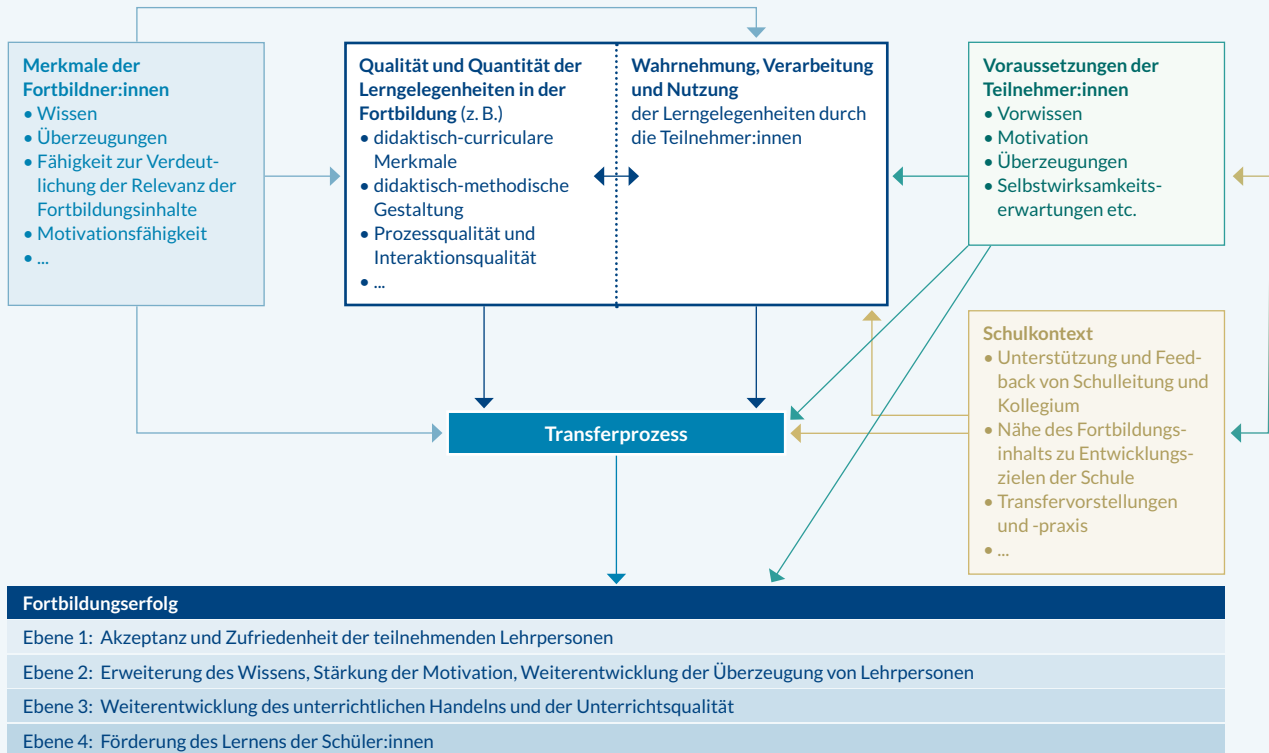 Merkmale der
Fortbildner:innen
• Wissen
• Überzeugungen
• Fähigkeit zur Verdeut-
lichung der Relevanz der
Fortbildungsinhalte
• Motivationsfähigkeit
• ...
Qualität und Quantität der
Lerngelegenheiten in der
Fortbildung (z. B.)
• didaktisch-curriculare
Merkmale
• didaktisch-methodische
Gestaltung
• Prozessqualität und
Interaktionsqualität
• ...
Wahrnehmung, Verarbeitung
und Nutzung
der Lerngelegenheiten durch
die Teilnehmer:innen
Voraussetzungen der
Teilnehmer:innen
• Vorwissen
• Motivation
• Überzeugungen
• Selbstwirksamkeits-
erwartungen etc.
Schulkontext
• Unterstützung und Feed-
back von Schulleitung und
Kollegium
• Nähe des Fortbildungs-
inhalts zu Entwicklungs-
zielen der Schule
• Transfervorstellungen
und -praxis
• ...
Transferprozess
Fortbildungserfolg
Ebene 1: Akzeptanz und Zufriedenheit der teilnehmenden Lehrpersonen
Ebene 2: Erweiterung des Wissens, Stärkung der Motivation, Weiterentwicklung der Überzeugung von Lehrpersonen
Ebene 3: Weiterentwicklung des unterrichtlichen Handelns und der Unterrichtsqualität
Ebene 4: Förderung des Lernens der Schüler:innen